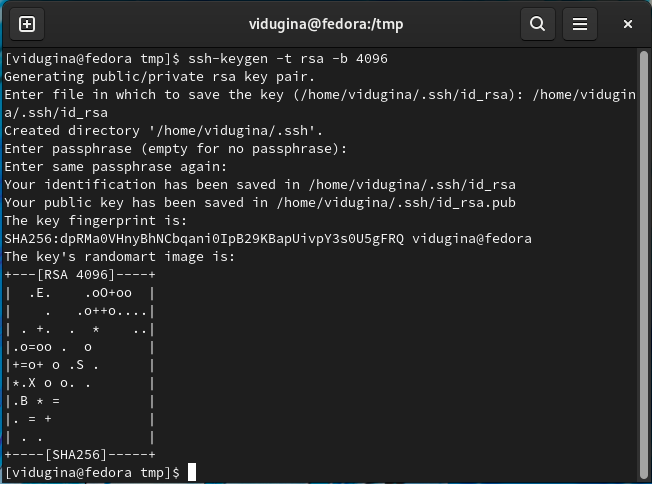 vidugina@fedora:/tmp
[vidugina@fedora tmp]$ ssh-keygen -t rsa -b 4096
Generating public/private rsa key pair.
Enter file in which to save the key (/home/vidugina/.ssh/id_rsa): /home/vidugin
a/.ssh/id_rsa
Created directory '/home/vidugina/.ssh'.
Enter passphrase (empty for no passphrase):
Enter same passphrase again:
Your identification has been saved in /home/vidugina/.ssh/id_rsa
Your public key has been saved in /home/vidugina/.ssh/id_rsa.pub
The key fingerprint is:
SHA256:dpRMa0VHnyBhNCbqani0IpB29KBapUivpY3s0U5gFRQ vidugina@fedora
The key's randomart image is:
+---[RSA 4096]----+
|  .E.    .oO+oo  |
|    .   .o++o....|
| . +.  .  *    ..|
|.o=oo .  o       |
|+=o+ o .S .      |
|*.X o o. .       |
|.B * =           |
|. = +            |
| . .             |
+----[SHA256]-----+
[vidugina@fedora tmp]$